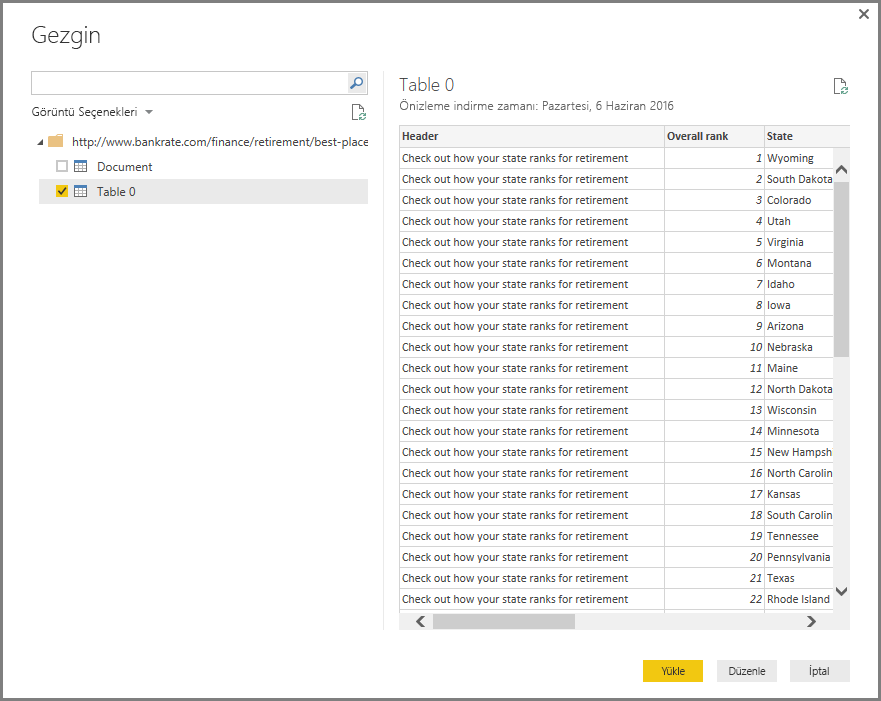 Gezgin
Görüntü Seçenekleri
http://www.bankrate.com/finance/retirement/best-place
Document
Table 0
Table 0
Önizleme indirme zamanı: Pazartesi, 6 Haziran 2016
Header Overall rank State
Check out how your state ranks for retirement 1 Wyoming
Check out how your state ranks for retirement 2 South Dakota
Check out how your state ranks for retirement 3 Colorado
Check out how your state ranks for retirement 4 Utah
Check out how your state ranks for retirement 5 Virginia
Check out how your state ranks for retirement 6 Montana
Check out how your state ranks for retirement 7 Idaho
Check out how your state ranks for retirement 8 Iowa
Check out how your state ranks for retirement 9 Arizona
Check out how your state ranks for retirement 10 Nebraska
Check out how your state ranks for retirement 11 Maine
Check out how your state ranks for retirement 12 North Dakota
Check out how your state ranks for retirement 13 Wisconsin
Check out how your state ranks for retirement 14 Minnesota
Check out how your state ranks for retirement 15 New Hampsh
Check out how your state ranks for retirement 16 North Carolin
Check out how your state ranks for retirement 17 Kansas
Check out how your state ranks for retirement 18 South Carolin
Check out how your state ranks for retirement 19 Tennessee
Check out how your state ranks for retirement 20 Pennsylvania
Check out how your state ranks for retirement 21 Texas
Check out how your state ranks for retirement 22 Rhode Island
Yükle Düzenle İptal